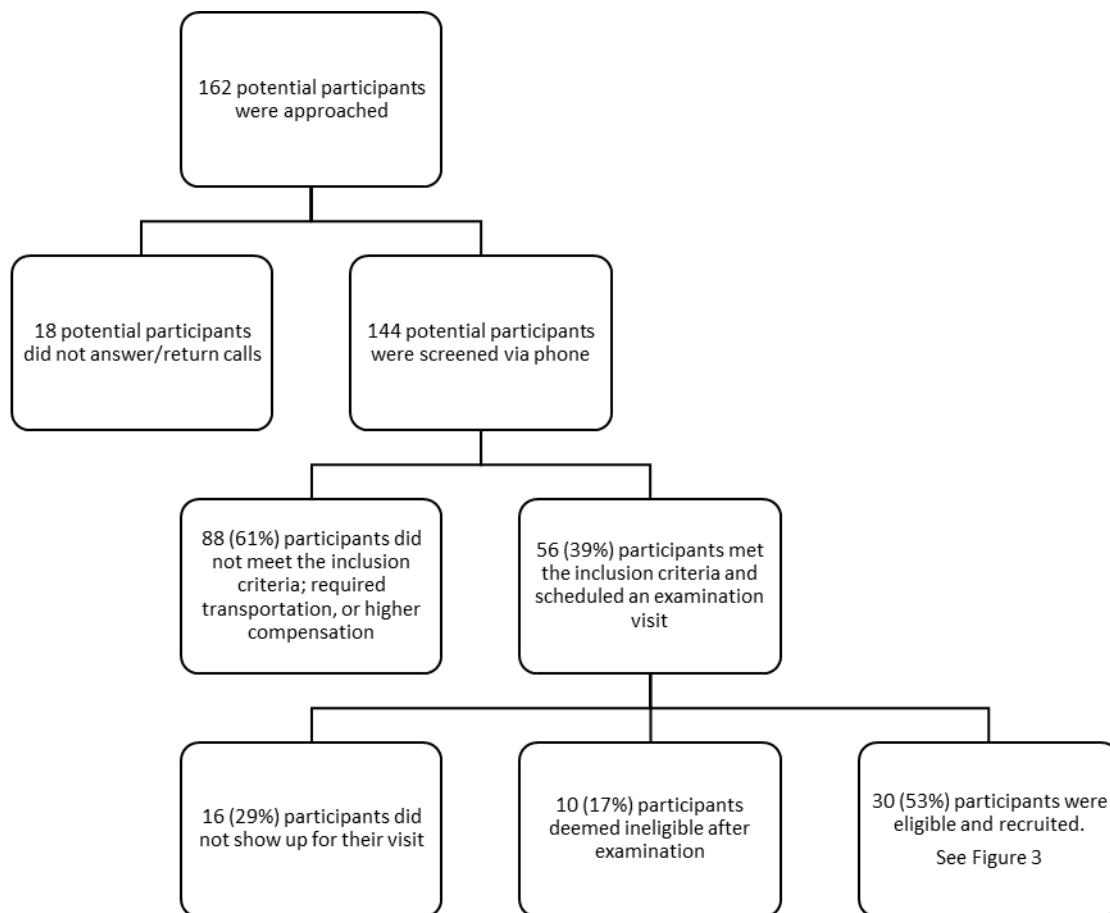 162 potential participants
were approached
18 potential participants
did not answer/return calls
144 potential participants
were screened via phone
88 (61%) participants did
not meet the inclusion
criteria; required
transportation, or higher
compensation
56 (39%) participants met
the inclusion criteria and
scheduled an examination
visit
16 (29%) participants did
not show up for their visit
10 (17%) participants
deemed ineligible after
examination
30 (53%) participants were
eligible and recruited.
See Figure 3